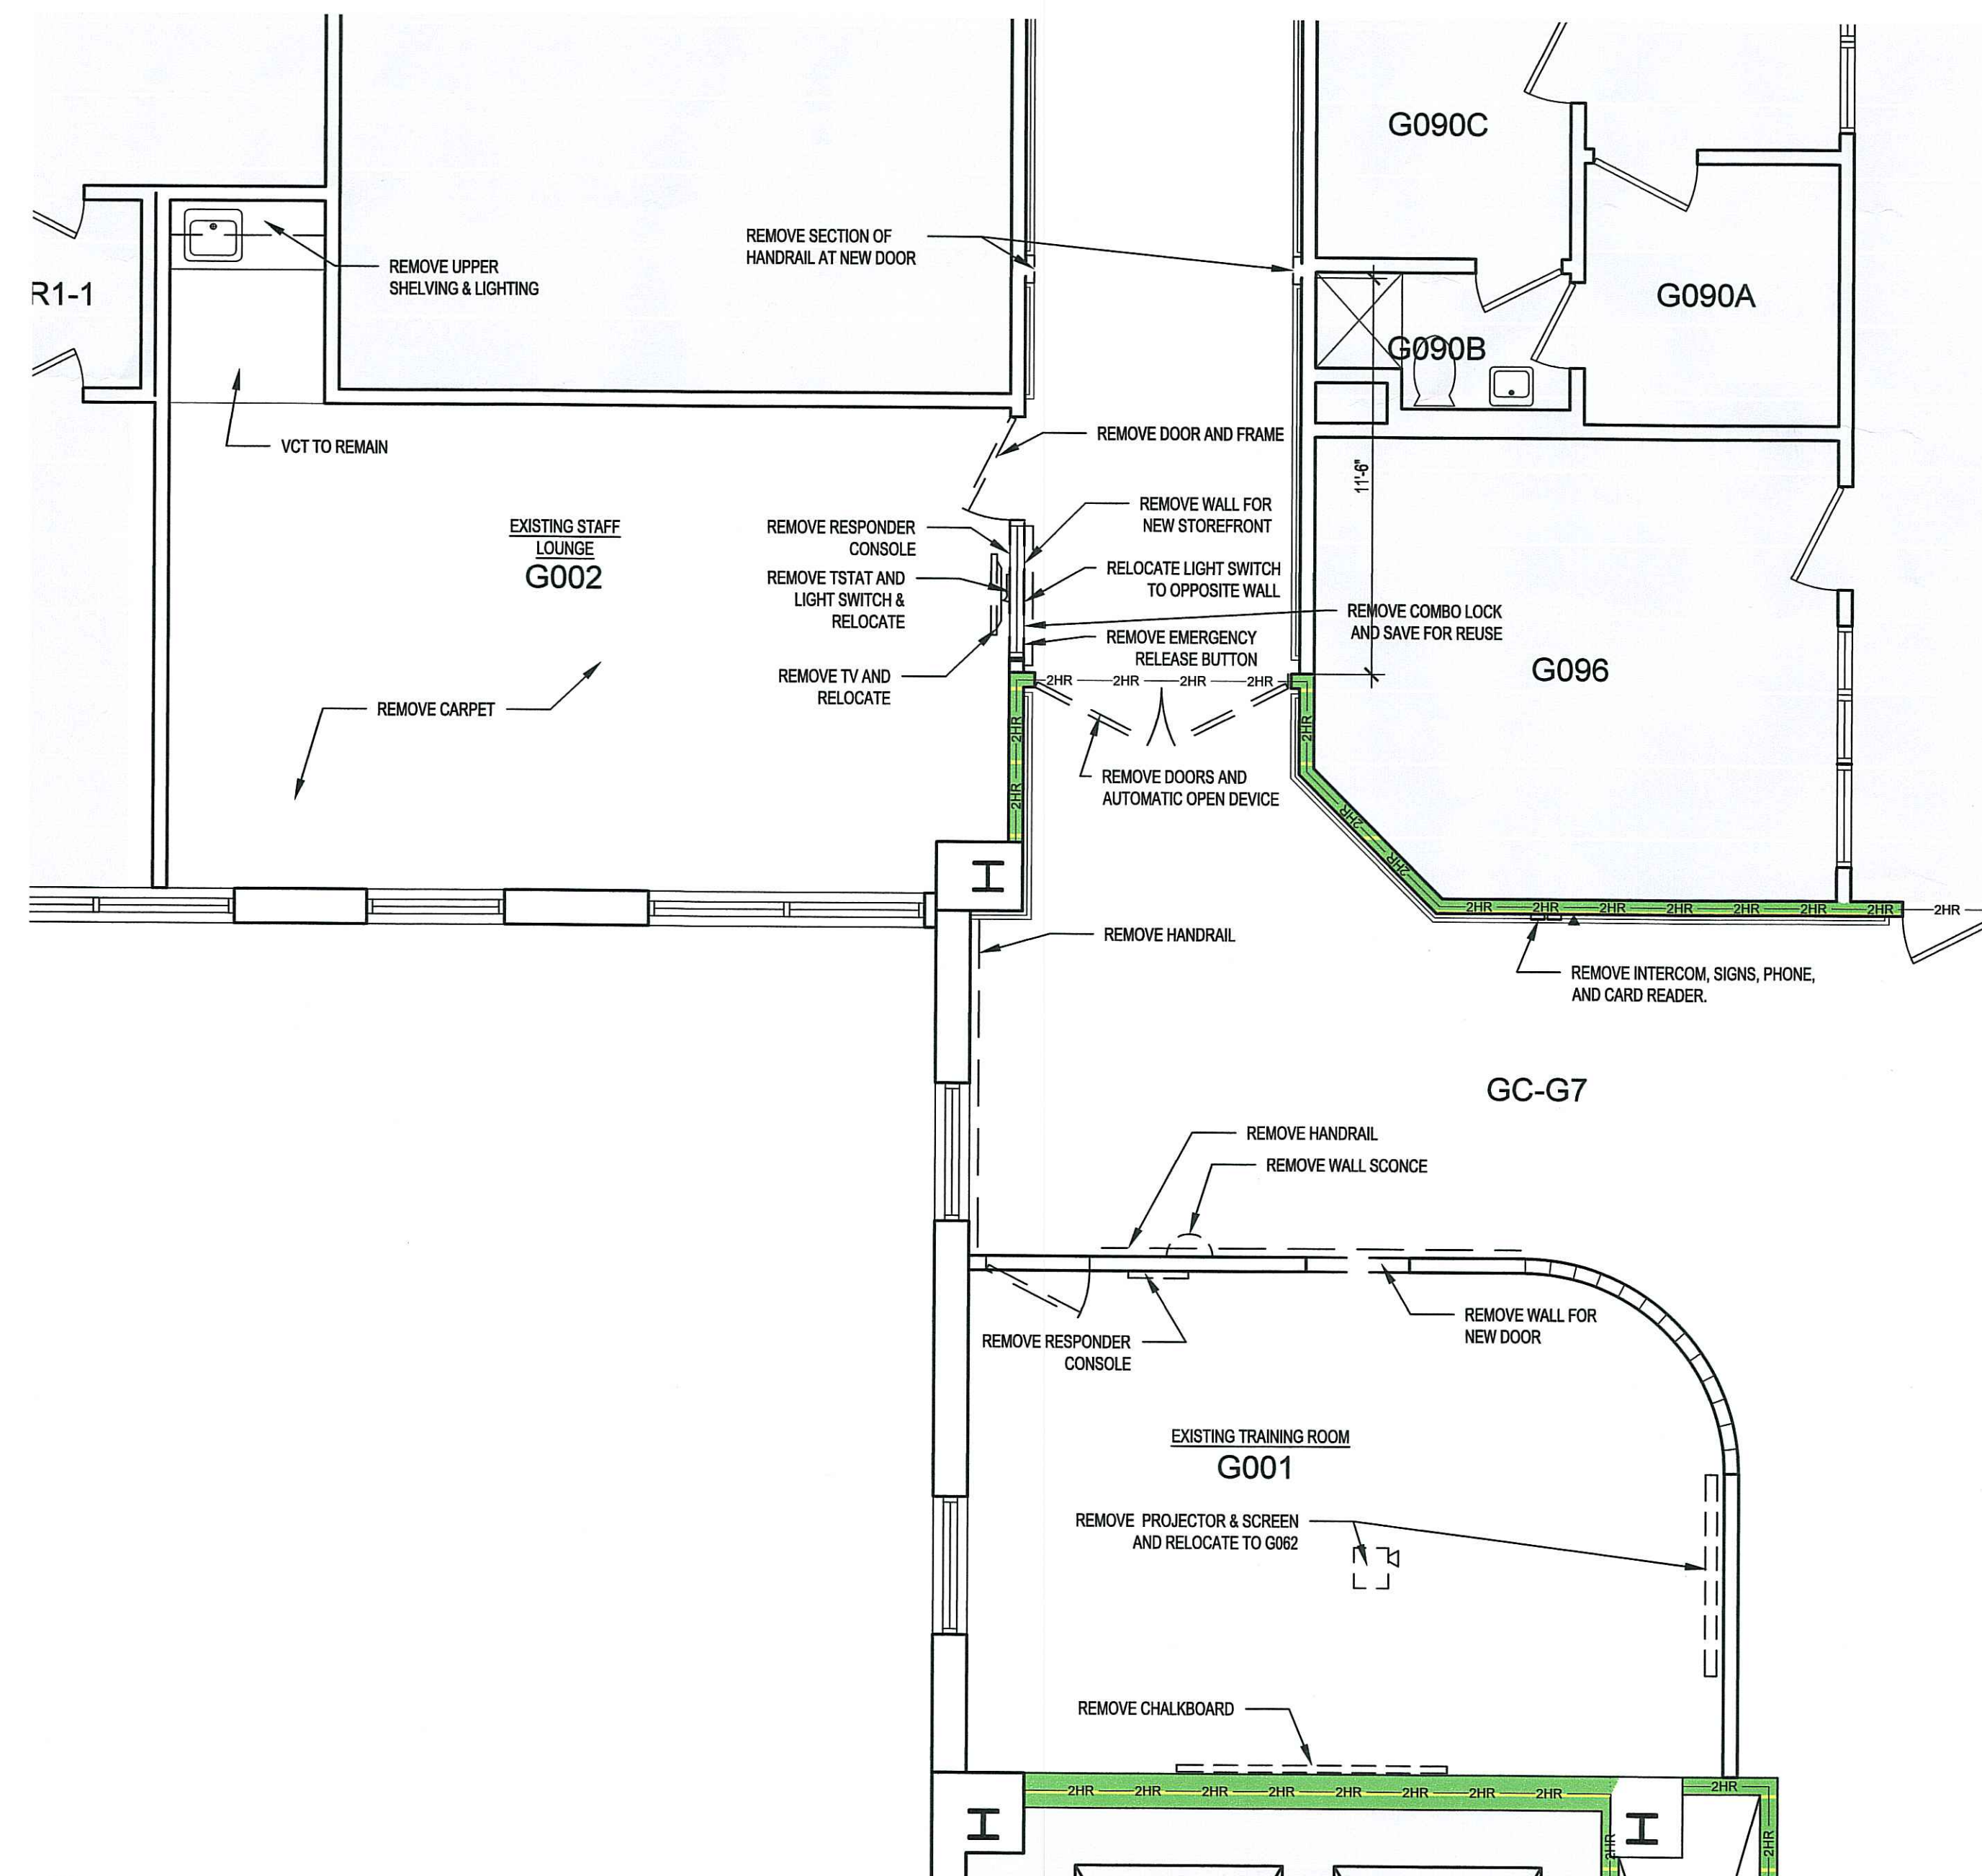 G090C
REMOVE SECTION OF
HANDRAIL AT NEW DOOR
REMOVE UPPER
SHELVING & LIGHTING
R1-1
G090A
G090B
VCT TO REMAIN
REMOVE DOOR AND FRAME
11'-6"
EXISTING STAFF
LOUNGE
G002
REMOVE RESPONDER
CONSOLE
REMOVE WALL FOR
NEW STOREFRONT
REMOVE TSTAT AND
LIGHT SWITCH &
RELOCATE
RELOCATE LIGHT SWITCH
TO OPPOSITE WALL
REMOVE COMBO LOCK
AND SAVE FOR REUSE
REMOVE EMERGENCY
RELEASE BUTTON
G096
REMOVE TV AND
RELOCATE
2HR 2HR 2HR 2HR
REMOVE CARPET
2HR
2HR
2HR
REMOVE DOORS AND
AUTOMATIC OPEN DEVICE
2HR
2HR
H
2HR 2HR 2HR 2HR 2HR 2HR 2HR 2HR
REMOVE HANDRAIL
REMOVE INTERCOM, SIGNS, PHONE,
AND CARD READER.
GC-G7
REMOVE HANDRAIL
REMOVE WALL SCONCE
REMOVE WALL FOR
NEW DOOR
REMOVE RESPONDER
CONSOLE
EXISTING TRAINING ROOM
G001
REMOVE PROJECTOR & SCREEN
AND RELOCATE TO G062
REMOVE CHALKBOARD
2HR 2HR 2HR 2HR 2HR 2HR 2HR 2HR 2HR
H
2HR
H
2HR